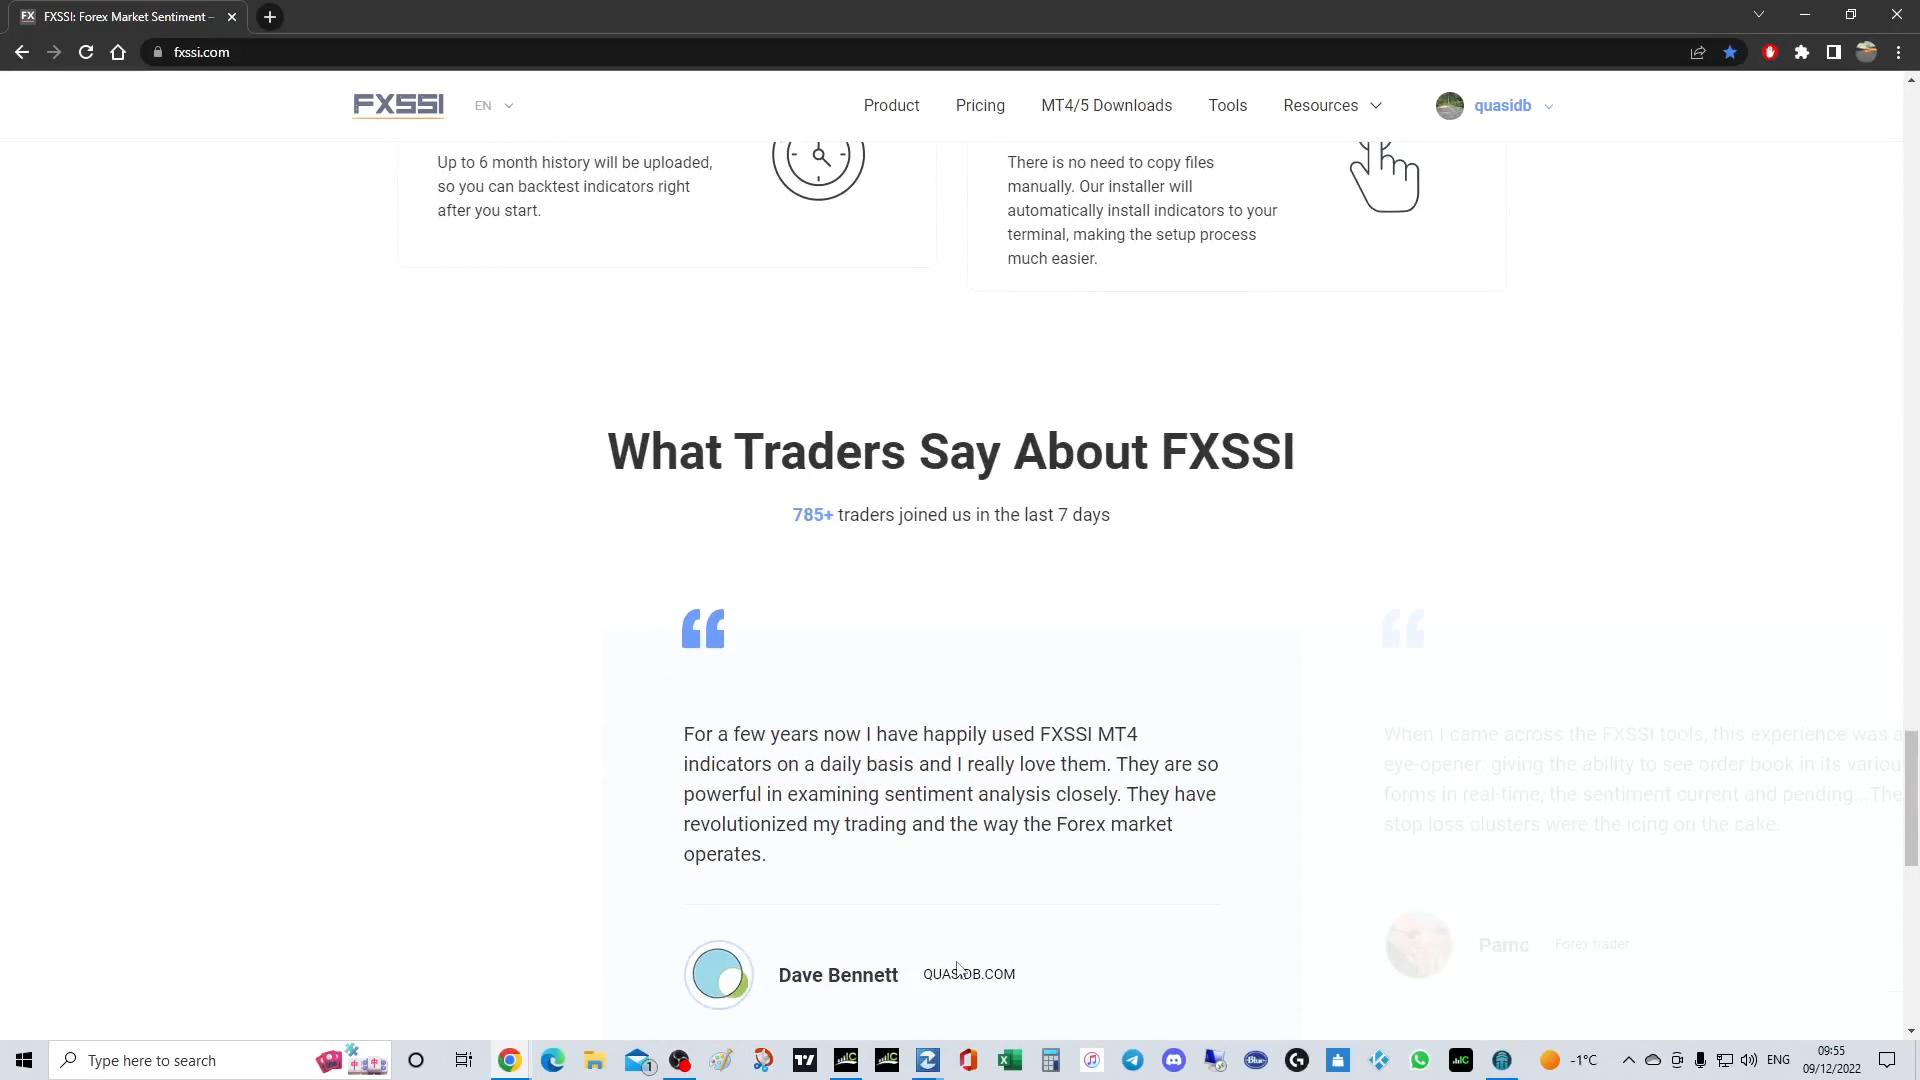 FX FXSSI: Forex Market Sentiment –
fxssi.com
FXSSI
EN
Product
Pricing
MT4/5 Downloads
Tools
Resources
quasidb
Up to 6 month history will be uploaded,
so you can backtest indicators right
after you start.
There is no need to copy files
manually. Our installer will
automatically install indicators to your
terminal, making the setup process
much easier.
What Traders Say About FXSSI
785+ traders joined us in the last 7 days
For a few years now I have happily used FXSSI MT4
indicators on a daily basis and I really love them. They are so
powerful in examining sentiment analysis closely. They have
revolutionized my trading and the way the Forex market
operates.
Dave Bennett
QUASIDB.COM
When I came across the FXSSI tools, this experience was a
eye-opener: giving the ability to see order book in its
forms in real-time, the sentiment current and pending...The
stop loss clusters were the icing on the cake.
Pamc
Forex trader
Type here to search
1
-1°C
ENG
09:55
09/12/2022